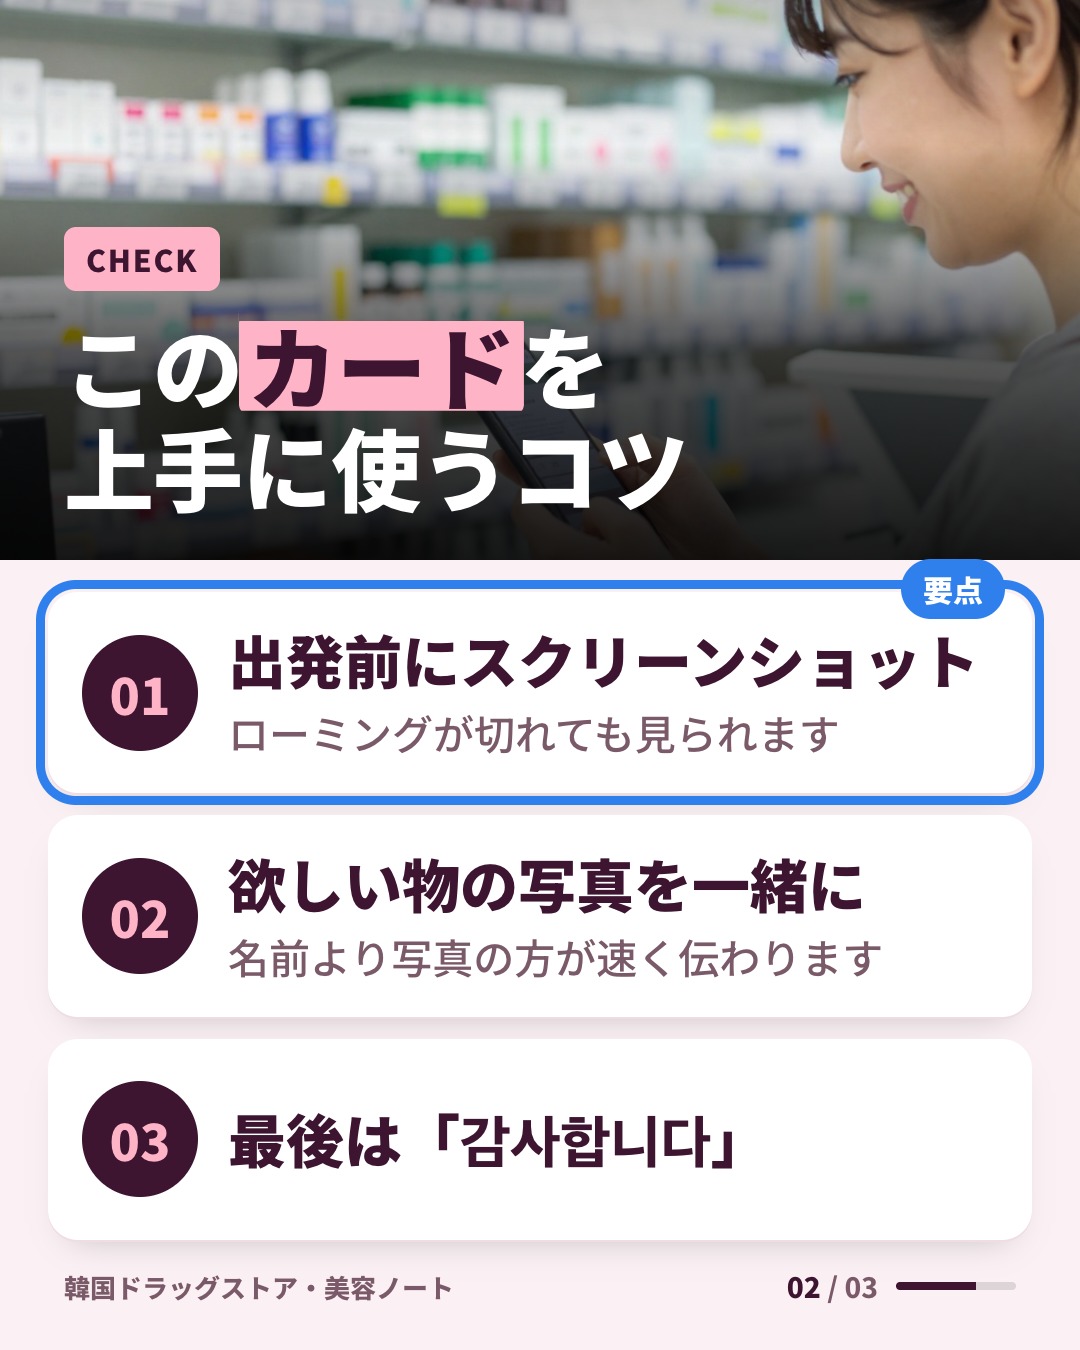 CHECK
このカードを
上手に使うコツ
要点
01
出発前にスクリーンショット
ローミングが切れても見られます
02
欲しい物の写真を一緒に
名前より写真の方が速く伝わります
03
最後は「감사합니다」
韓国ドラッグストア・美容ノート
02 / 03